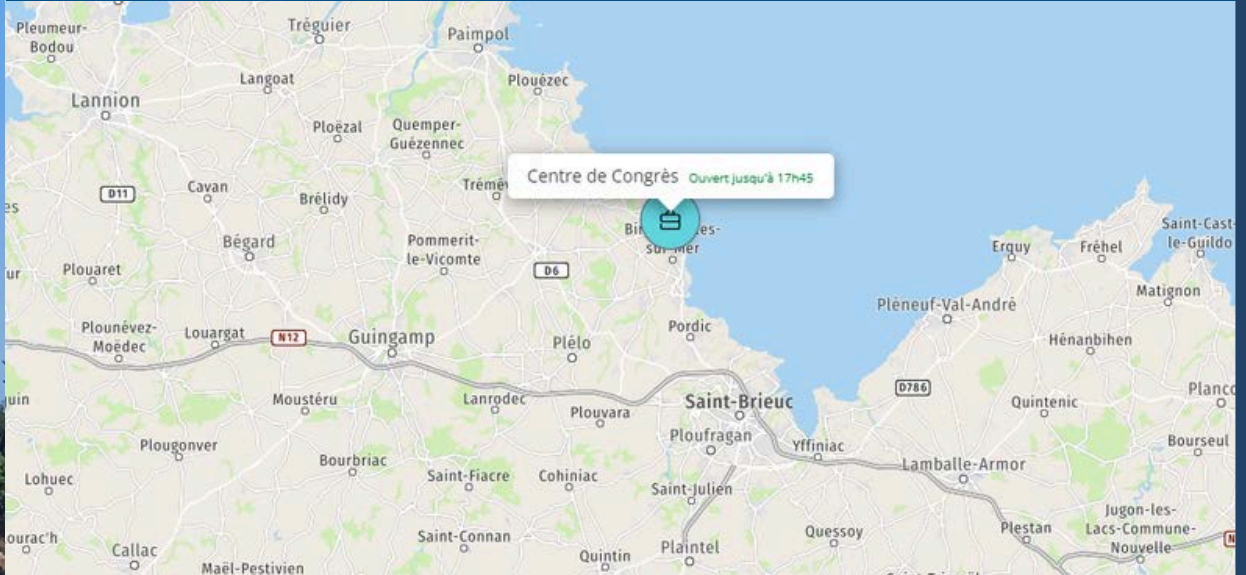 Pleumeur-
Bodou
Tréguier
Paimpol
Langoat
Plouézec
Lannion
Ploëzal
Quemper-
Guézennec
Centre de Congrès Ouvert jusqu'à 17h45
D11
Cavan
Brélidy
Bégard
Pommerit-
le-Vicomte
sur-Mer
Erquy
Fréhel
Saint-Cast-
le-Guildo
Plouaret
D6
Matignon
Pléneuf-Val-André
Plounévez-
Moëdec
Louargat
N12
Guingamp
Plélo
Pordic
Hénanbihen
D786
Moustéru
Lanrodec
Plouvara
Saint-Brieuc
Quintenic
Ploufragan
Yffiniac
Bourseul
Plougonver
Bourbriac
Lamballe-Armor
Lohuec
Saint-Fiacre
Cohiniac
Saint-Julien
Jugon-les-
Lacs-Commune-
Nouvelle
Plestan
Quessoy
Saint-Connan
Callac
Plaintel
Quintin
Maël-Pestivien